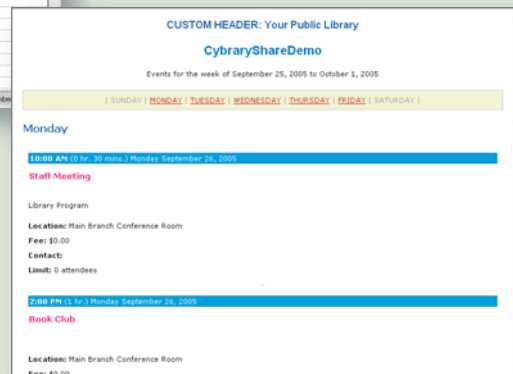 CUSTOM HEADER: Your Public Library
CybraryShareDemo
Events for the week of September 25, 2005 to October 1, 2005
| SUNDAY | MONDAY | TUESDAY | WEDNESDAY | THURSDAY | FRIDAY | SATURDAY |
Monday
10:00 AM (0 hr. 30 mins.) Monday September 26, 2005
Staff Meeting
Library Program
Location: Main Branch Conference Room
Fee: $0.00
Contact:
Limit: 0 attendees
2:00 PM (1 hr.) Monday September 26, 2005
Book Club
Location: Main Branch Conference Room
Fee: $0.00